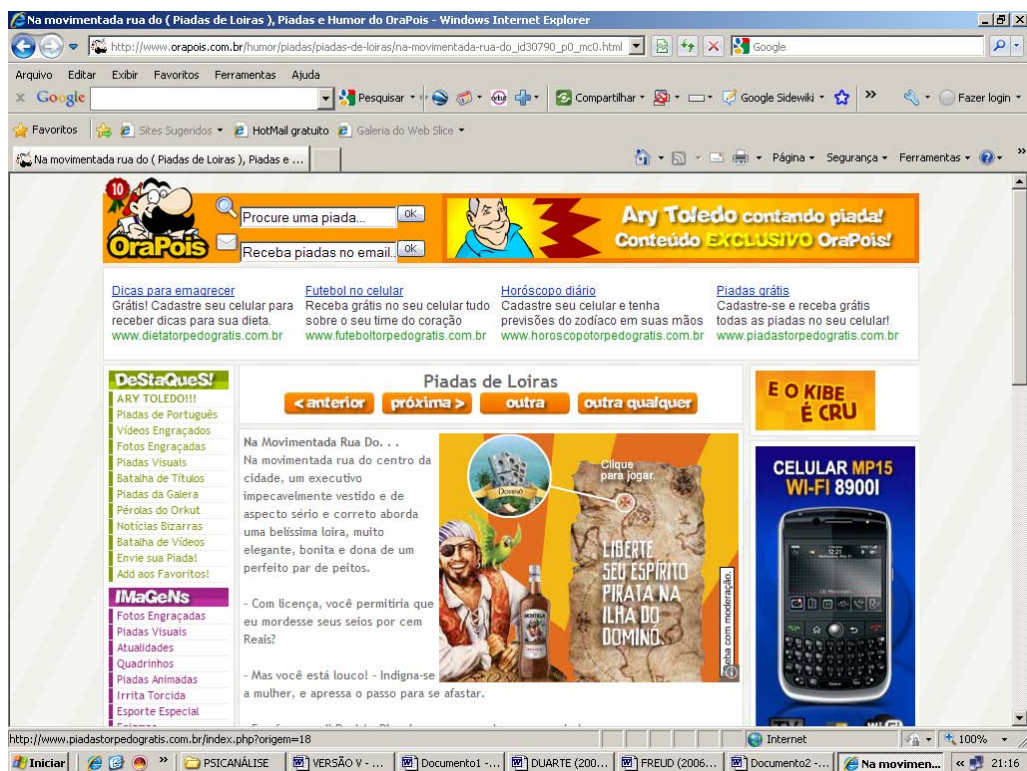 Na movimentada rua do ( Piadas de Loiras ), Piadas e Humor do OraPois - Windows Internet Explorer
http://www.orapois.com.br/humor/piadas/piadas-de-loiras/na-movimentada-rua-do_id30790_p0_mc0.html
Google
Arquivo Editar Exibir Favoritos Ferramentas Ajuda
x Google Pesquisar Compartilhar Google Sidewiki » Fazer login
Favoritos Sites Sugeridos HotMail gratuito Galeria do Web Slice
Na movimentada rua do ( Piadas de Loiras ), Piadas e ... Página Segurança Ferramentas »
10
OraPois
Procure uma piada... OK
Receba piadas no email.. OK
Ary Toledo contando piada!
Conteúdo EXCLUSIVO OraPois!
Dicas para emagrecer
Grátis! Cadastre seu celular para
receber dicas para sua dieta.
www.dietatorpedogratis.com.br
Futebol no celular
Receba grátis no seu celular tudo
sobre o seu time do coração
www.futeboltorpedogratis.com.br
Horóscopo diário
Cadastre seu celular e tenha
previsões do zodíaco em suas mãos
www.horoscopotorpedogratis.com.br
Piadas grátis
Cadastre-se e receba grátis
todas as piadas no seu celular!
www.piadastorpedogratis.com.br
DeStaQueS!
ARY TOLEDO!!!
Piadas de Português
Vídeos Engraçados
Fotos Engraçadas
Piadas Visuais
Batalha de Títulos
Piadas da Galera
Pérolas do Orkut
Notícias Bizarras
Batalha de Vídeos
Envie sua Piada!
Add aos Favoritos!
IMaGeNs
Fotos Engraçadas
Piadas Visuais
Atualidades
Quadrinhos
Piadas Animadas
Irrita Torcida
Esporte Especial
Piadas de Loiras
< anterior próxima > outra outra qualquer
Na Movimentada Rua Do. . .
Na movimentada rua do centro da
cidade, um executivo
impecavelmente vestido e de
aspecto sério e correto aborda
uma belíssima loira, muito
elegante, bonita e dona de um
perfeito par de peitos.
- Com licença, você permitiria que
eu mordesse seus seios por cem
Reais?
- Mas você está louco! - Indigna-se
a mulher, e apressa o passo para se afastar.
DOMINÓ
Clique
para jogar.
LIBERTE
SEU ESPÍRITO
PIRATA NA
ILHA DO
DOMINÓ.
MONTILLA
Beba com moderação.
E O KIBE
É CRU
CELULAR MP15
WI-FI 8900I
12:21
http://www.piadastorpedogratis.com.br/index.php?origem=18
Internet
100%
Iniciar » PSICANÁLISE VERSÃO V - ... Documento1 -... DUARTE (200... FREUD (2006... Documento2 -... Na movimen... « 21:16